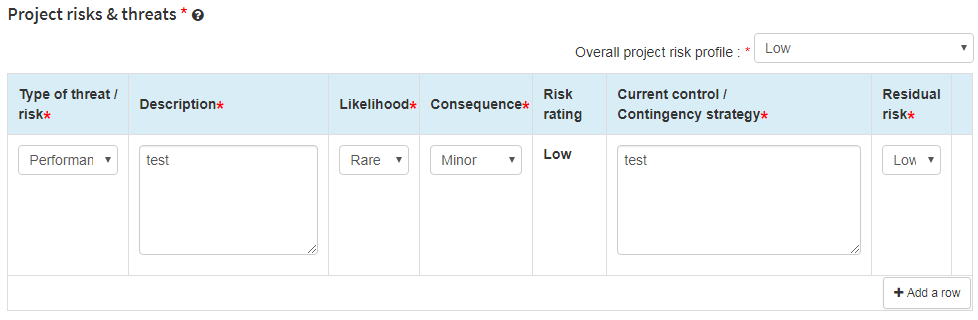 Project risks & threats *
Overall project risk profile : * Low
Type of threat /
risk*
Description*
Likelihood*
Consequence*
Risk
rating
Current control /
Contingency strategy*
Residual
risk*
Performan
test
Rare
Minor
Low
test
Low
+ Add a row